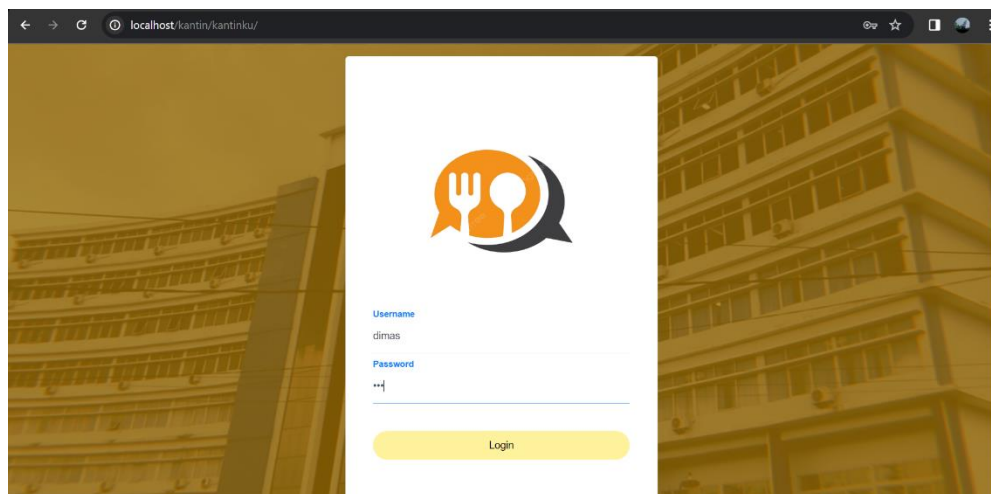 localhost/kantin/kantinku/
Username
dimas
Password
•••
Login